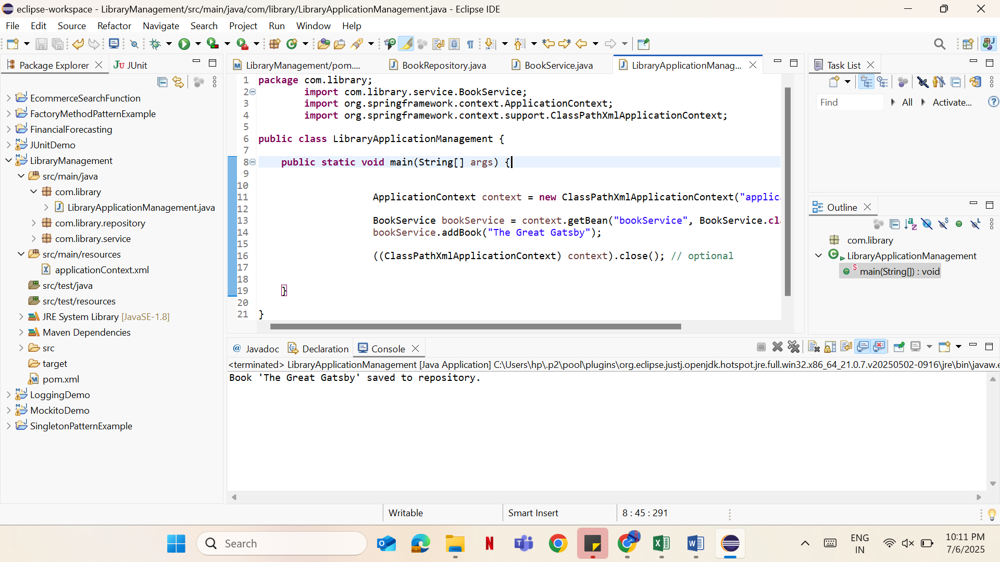 eclipse-workspace - LibraryManagement/src/main/java/com/library/LibraryApplicationManagement.java - Eclipse IDE
File Edit Source Refactor Navigate Search Project Run Window Help
Package Explorer
JUnit
EcommerceSearchFunction
FactoryMethodPatternExample
FinancialForecasting
JUnitDemo
LibraryManagement
src/main/java
com.library
LibraryApplicationManagement.java
com.library.repository
com.library.service
src/main/resources
applicationContext.xml
src/test/java
src/test/resources
JRE System Library [JavaSE-1.8]
Maven Dependencies
src
target
pom.xml
LoggingDemo
MockitoDemo
SingletonPatternExample
LibraryManagement/pom....
BookRepository.java
BookService.java
LibraryApplicationManag...
1 package com.library;
2 import com.library.service.BookService;
3 import org.springframework.context.ApplicationContext;
4 import org.springframework.context.support.ClassPathXmlApplicationContext;
5
6 public class LibraryApplicationManagement {
7
8 public static void main(String[] args) {
9
10
11 ApplicationContext context = new ClassPathXmlApplicationContext("applic
12
13 BookService bookService = context.getBean("bookService", BookService.cl
14 bookService.addBook("The Great Gatsby");
15
16 ((ClassPathXmlApplicationContext) context).close(); // optional
17
18
19 }
20
21 }
Task List
Find
All
Activate...
Outline
com.library
LibraryApplicationManagement
main(String[]) : void
@ Javadoc
Declaration
Console
<terminated> LibraryApplicationManagement [Java Application] C:\Users\hp\.p2\pool\plugins\org.eclipse.justj.openjdk.hotspot.jre.full.win32.x86_64_21.0.7.v20250502-0916\jre\bin\javaw.e
Book 'The Great Gatsby' saved to repository.
Writable
Smart Insert
8 : 45 : 291
Search
ENG
IN
10:11 PM
7/6/2025